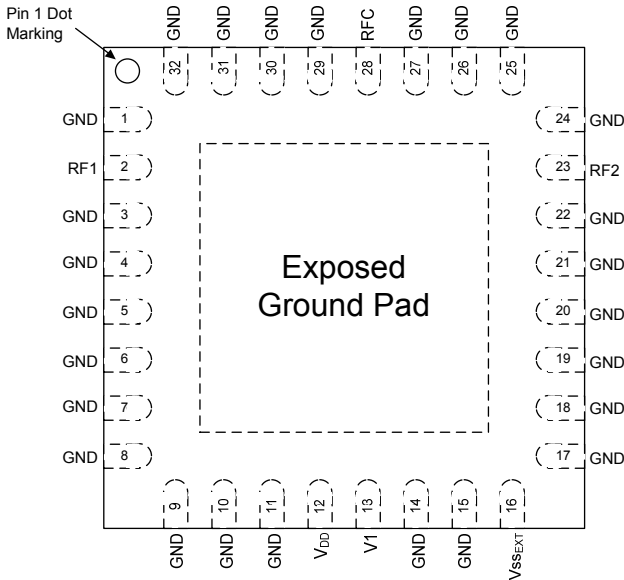 Pin 1 Dot
Marking
GND
GND
GND
GND
RFC
GND
GND
GND
32
31
30
29
28
27
26
25
GND 1
RF1 2
GND 3
GND 4
GND 5
GND 6
GND 7
GND 8
Exposed
Ground Pad
24 GND
23 RF2
22 GND
21 GND
20 GND
19 GND
18 GND
17 GND
9
10
11
12
13
14
15
16
GND
GND
GND
VDD
V1
GND
GND
VssEXT